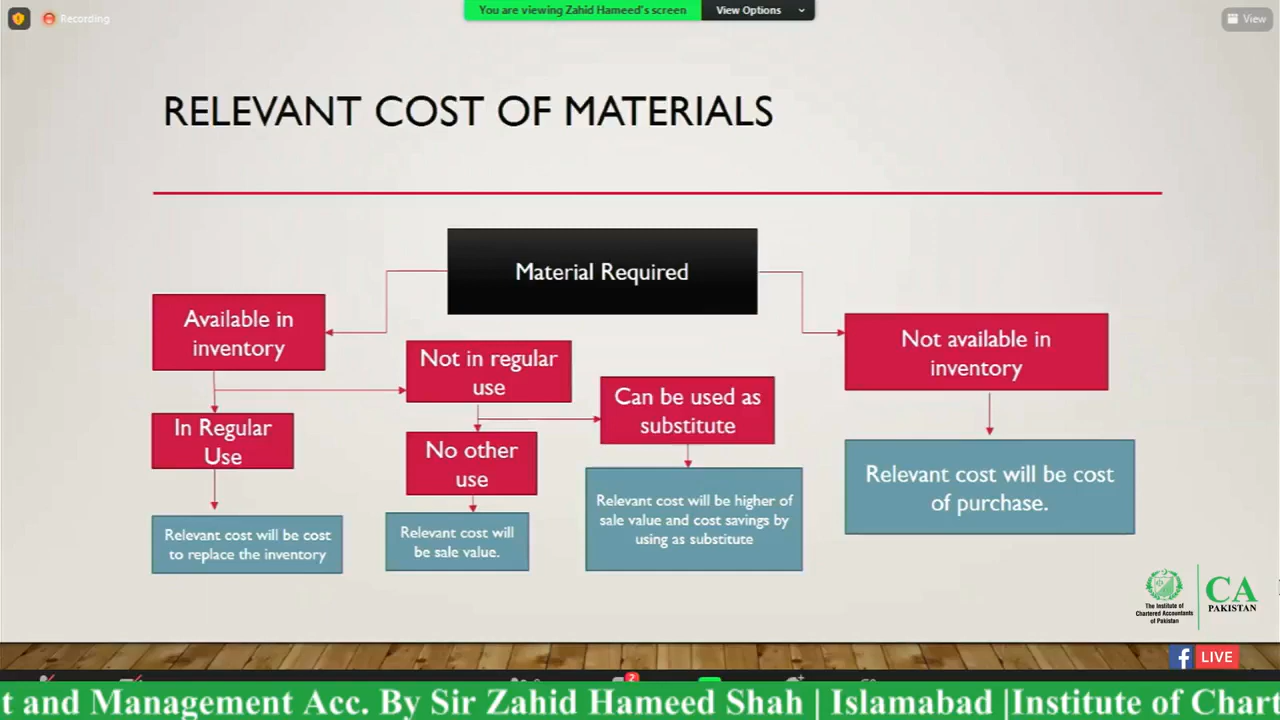 Recording
You are viewing Zahid Hameed's screen
View Options
View
RELEVANT COST OF MATERIALS
Material Required
Available in
inventory
Not available in
inventory
Not in regular
use
Can be used as
substitute
In Regular
Use
No other
use
Relevant cost will be cost
of purchase.
Relevant cost will be higher of
sale value and cost savings by
using as substitute
Relevant cost will be cost
to replace the inventory
Relevant cost will
be sale value.
The Institute of
Chartered Accountants
of Pakistan
CA
PAKISTAN
f LIVE
2
t and Management Acc. By Sir Zahid Hameed Shah | Islamabad |Institute of Chart